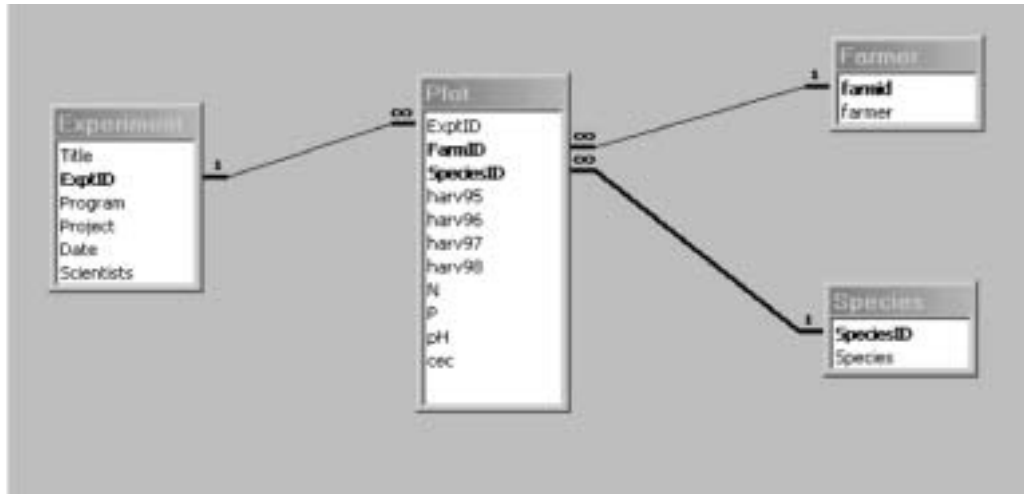 Experiment
Title
ExptID
Program
Project
Date
Scientists
1
∞
Plot
ExptID
FarmID
SpeciesID
harv95
harv96
harv97
harv98
N
P
pH
cec
∞
∞
1
Farmer
farmid
farmer
1
Species
SpeciesID
Species